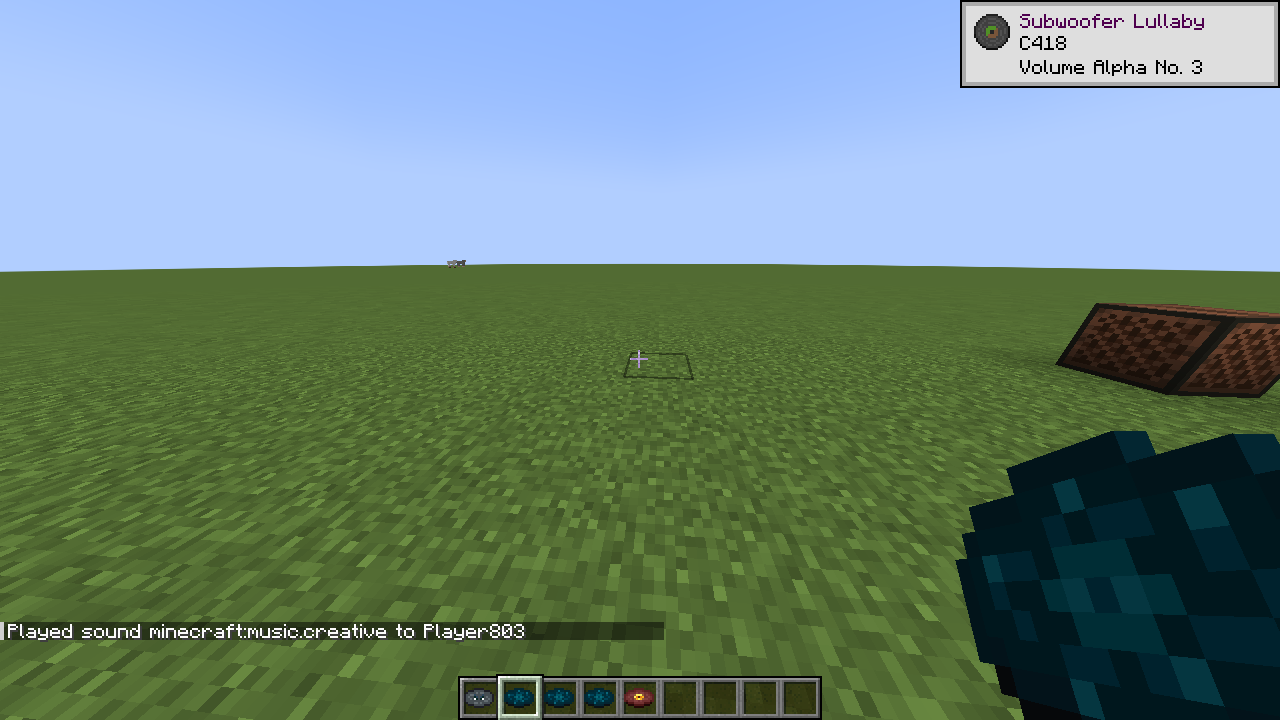 Subwoofer Lullaby
C418
Volume Alpha No. 3
Played sound minecraft:music.creative to Player803